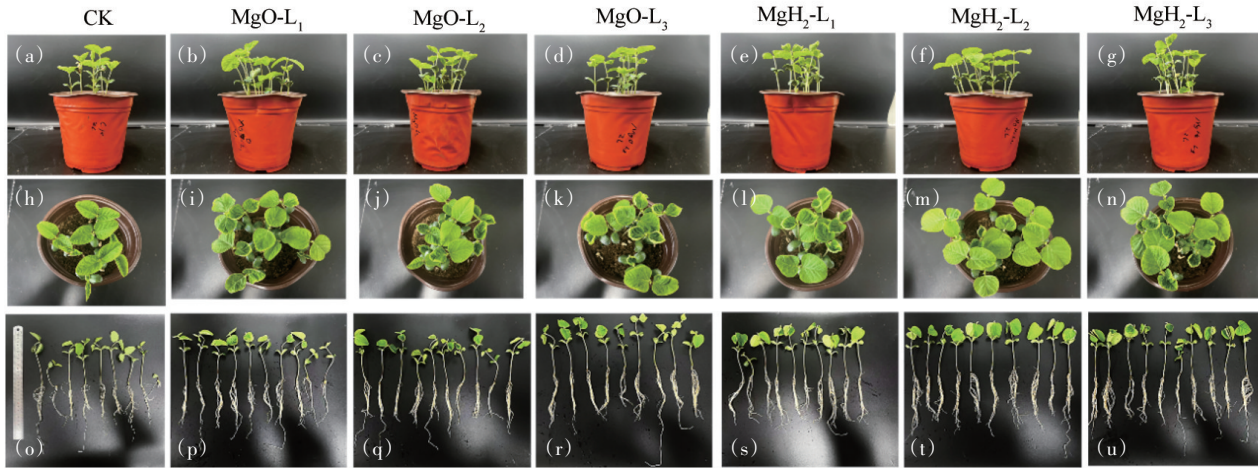 CK MgO-L₁ MgO-L₂ MgO-L₃ MgH₂-L₁ MgH₂-L₂ MgH₂-L₃
(a) (b) (c) (d) (e) (f) (g)
(h) (i) (j) (k) (l) (m) (n)
(o) (p) (q) (r) (s) (t) (u)